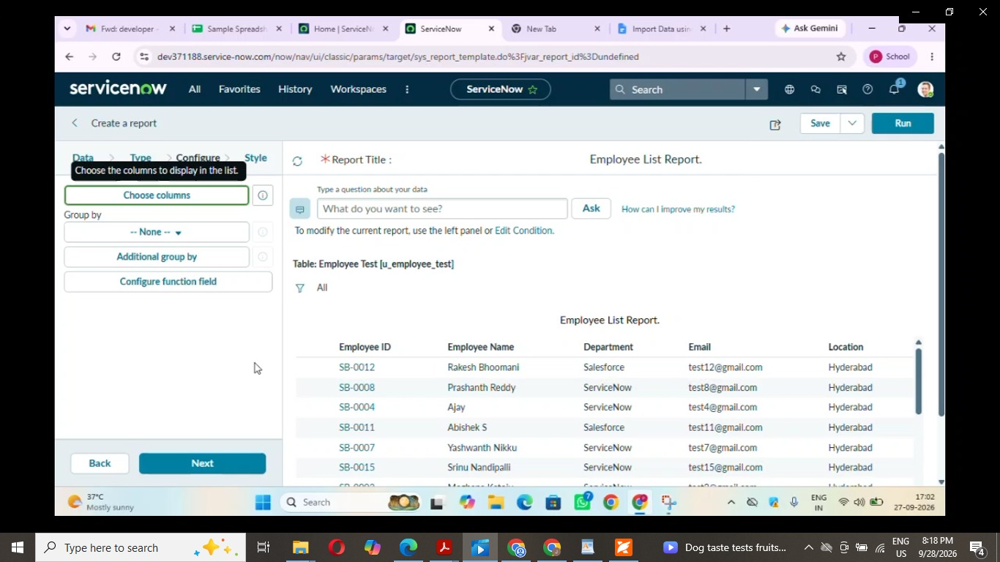 Fwd: developer -
Sample Spreadsh
Home | ServiceN
ServiceNow
New Tab
Import Data usin
Ask Gemini
dev371188.service-now.com/now/nav/ui/classic/params/target/sys_report_template.do%3Fjvar_report_id%3Dundefined
School
servicenow
All
Favorites
History
Workspaces
ServiceNow
Search
1
Create a report
Save
Run
Data
Type
Configure
Style
Choose the columns to display in the list.
Choose columns
Group by
-- None --
Additional group by
Configure function field
Back
Next
*Report Title :
Employee List Report.
Type a question about your data
What do you want to see?
Ask
How can I improve my results?
To modify the current report, use the left panel or Edit Condition.
Table: Employee Test [u_employee_test]
All
Employee List Report.
Employee ID Employee Name Department Email Location
SB-0012 Rakesh Bhoomani Salesforce test12@gmail.com Hyderabad
SB-0008 Prashanth Reddy ServiceNow test8@gmail.com Hyderabad
SB-0004 Ajay ServiceNow test4@gmail.com Hyderabad
SB-0011 Abishek S Salesforce test11@gmail.com Hyderabad
SB-0007 Yashwanth Nikku ServiceNow test7@gmail.com Hyderabad
SB-0015 Srinu Nandipalli ServiceNow test15@gmail.com Hyderabad
37°C
Mostly sunny
Search
7
ENG
IN
17:02
27-09-2026
Type here to search
Dog taste tests fruits...
ENG
US
8:18 PM
9/28/2026
4